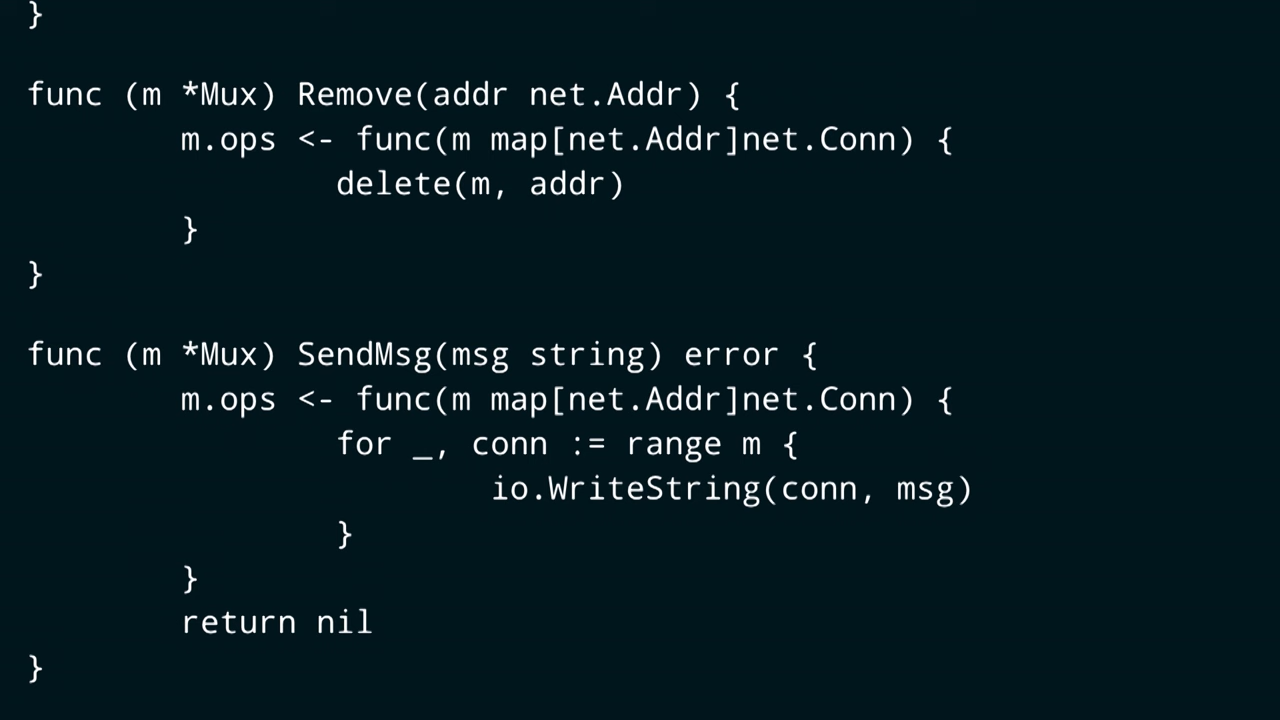 }

func (m *Mux) Remove(addr net.Addr) {
        m.ops <- func(m map[net.Addr]net.Conn) {
                delete(m, addr)
        }
}

func (m *Mux) SendMsg(msg string) error {
        m.ops <- func(m map[net.Addr]net.Conn) {
                for _, conn := range m {
                        io.WriteString(conn, msg)
                }
        }
        return nil
}